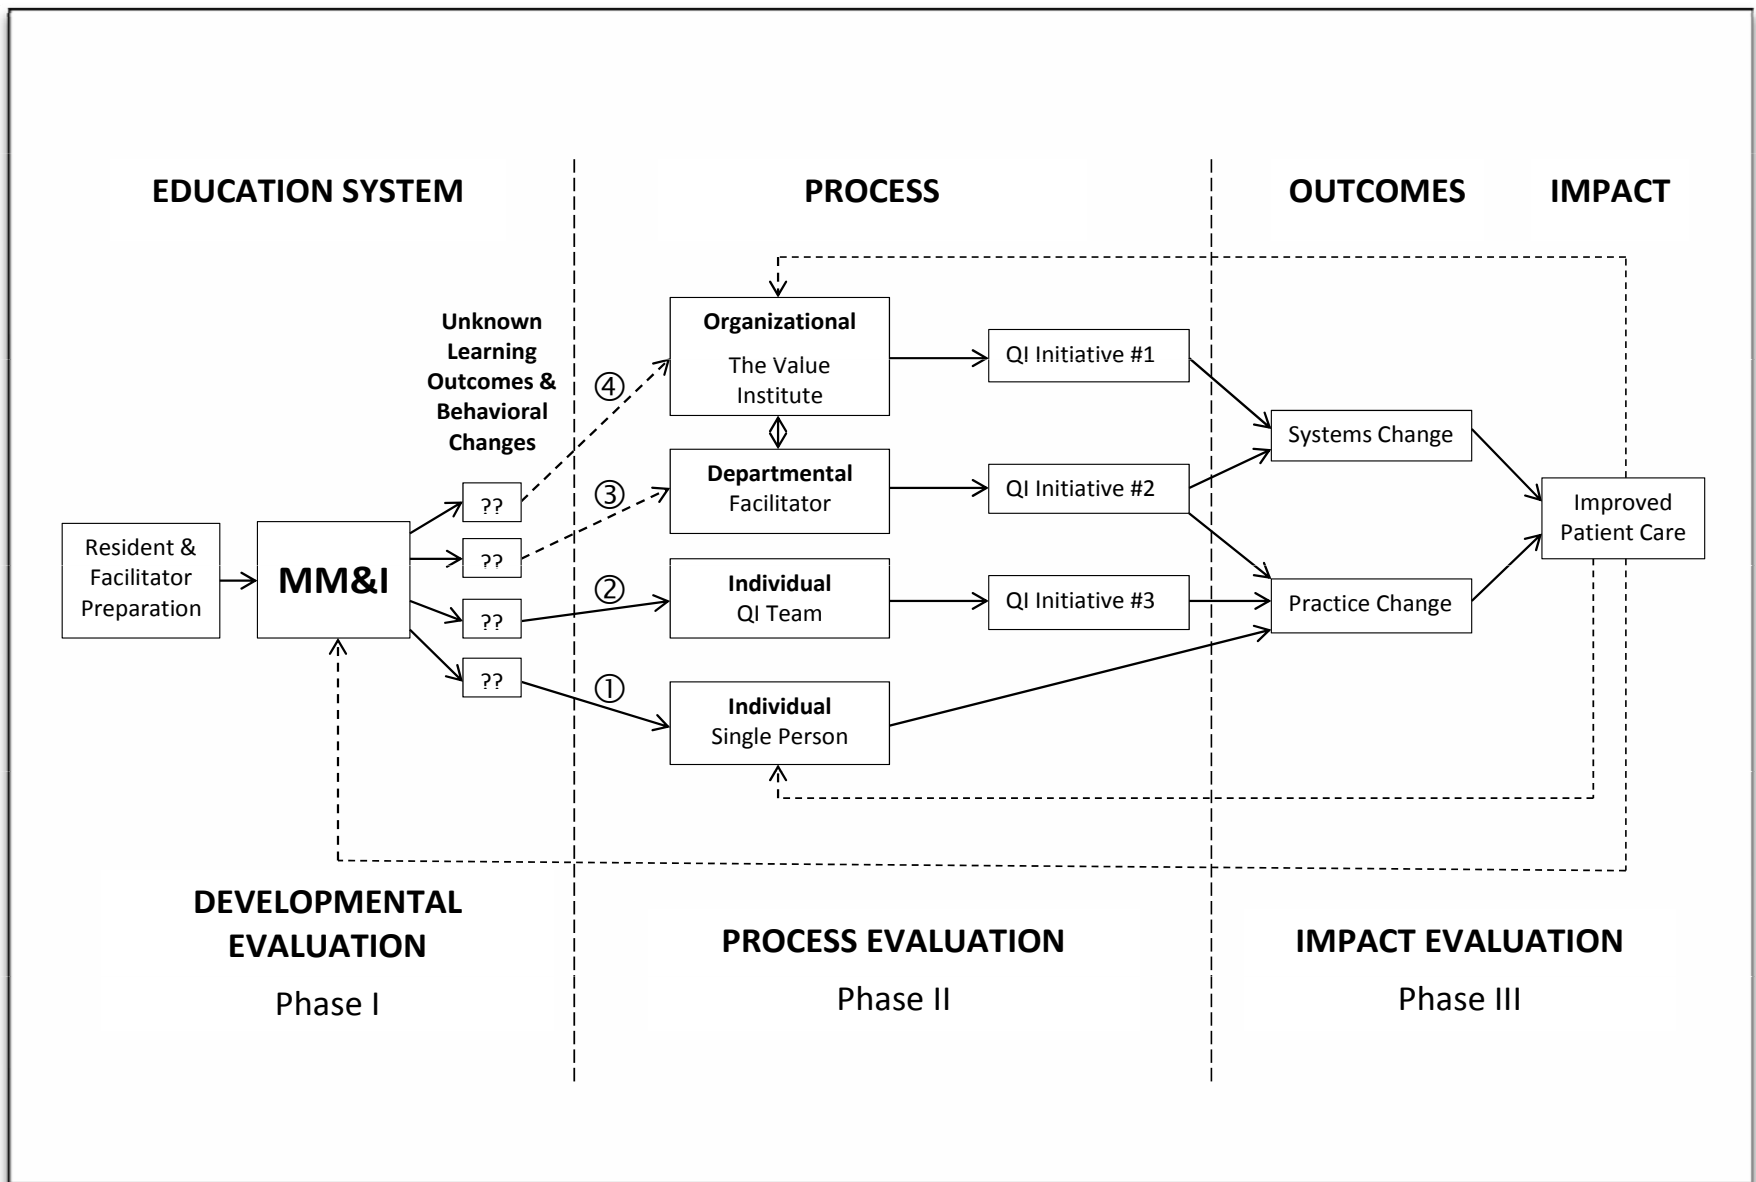 EDUCATION SYSTEM
PROCESS
OUTCOMES
IMPACT
Unknown
Learning
Outcomes &
Behavioral
Changes
④
③
②
①
Resident &
Facilitator
Preparation
MM&I
??
??
??
??
Organizational
The Value
Institute
Departmental
Facilitator
Individual
QI Team
Individual
Single Person
QI Initiative #1
QI Initiative #2
QI Initiative #3
Systems Change
Practice Change
Improved
Patient Care
DEVELOPMENTAL
EVALUATION
Phase I
PROCESS EVALUATION
Phase II
IMPACT EVALUATION
Phase III